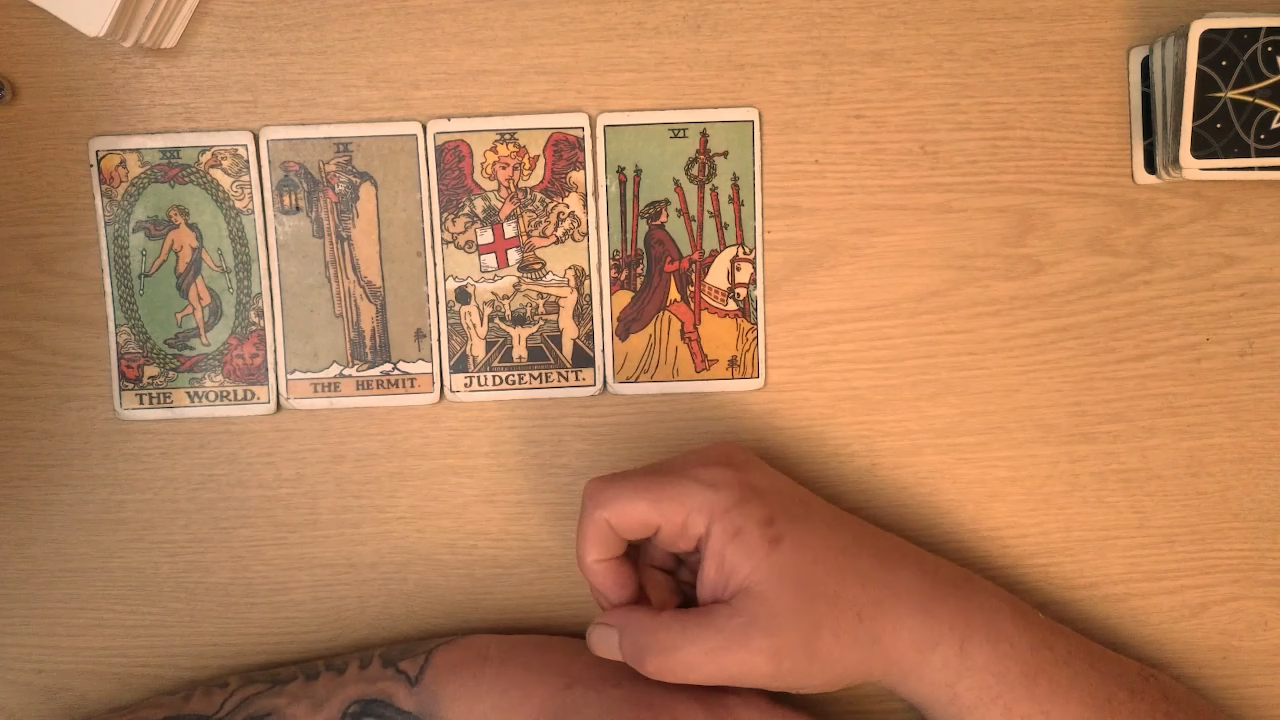 XXI
THE WORLD.
IX
THE HERMIT.
XX
JUDGEMENT.
VI